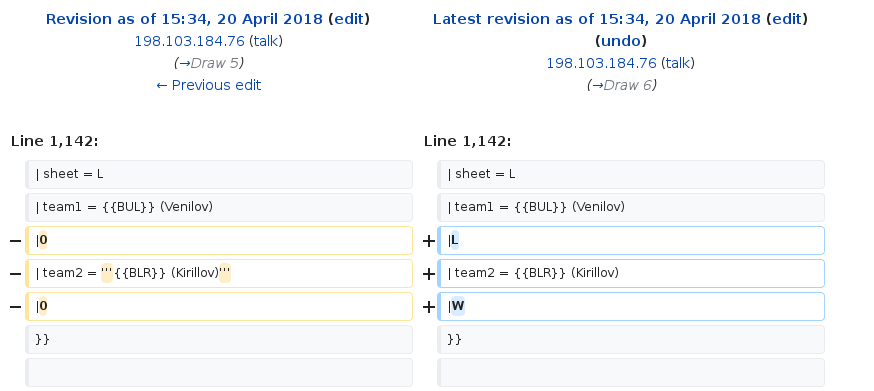 Revision as of 15:34, 20 April 2018 (edit)
198.103.184.76 (talk)
(→Draw 5)
← Previous edit
Latest revision as of 15:34, 20 April 2018 (edit)
(undo)
198.103.184.76 (talk)
(→Draw 6)
Line 1,142:
Line 1,142:
| sheet = L
| sheet = L
| team1 = {{BUL}} (Venilov)
| team1 = {{BUL}} (Venilov)
− |0
+ |L
− | team2 = '''{{BLR}} (Kirillov)'''
+ | team2 = {{BLR}} (Kirillov)
− |0
+ |W
}}
}}